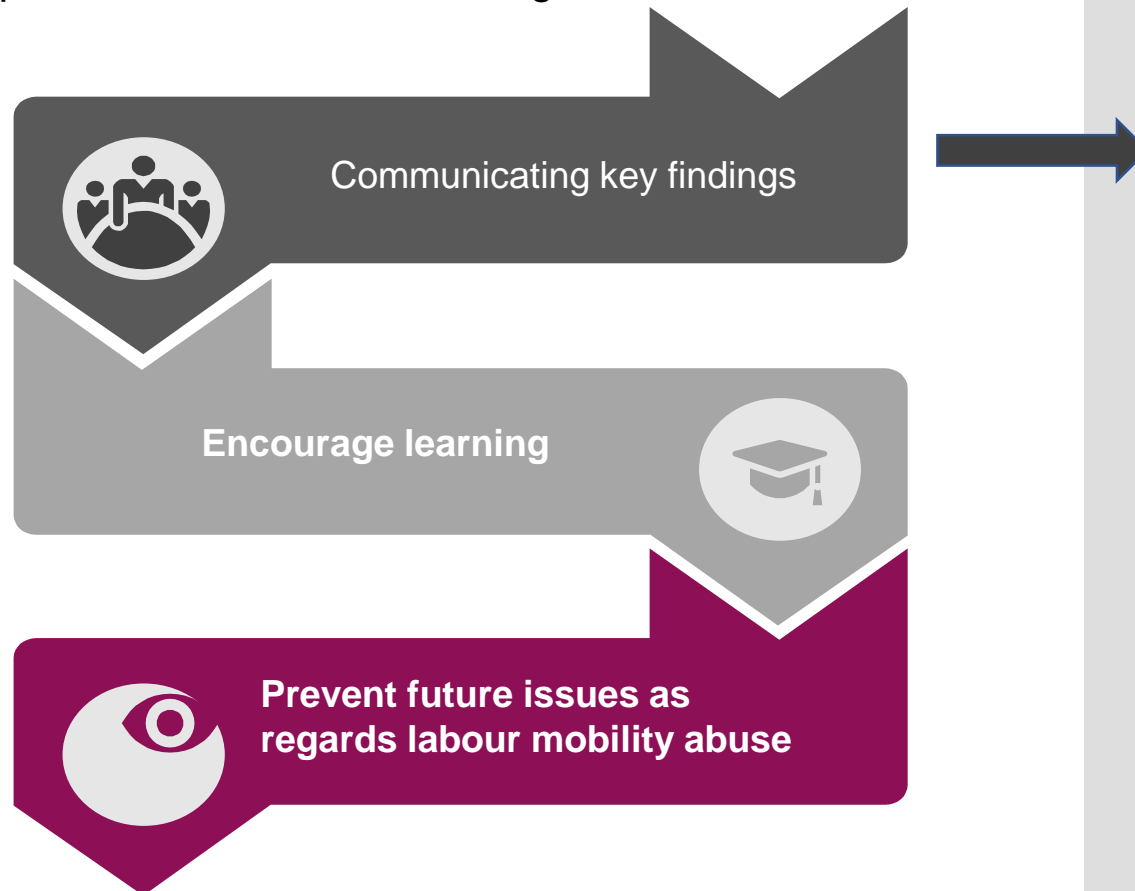 Communicating key findings
Encourage learning
Prevent future issues as
regards labour mobility abuse